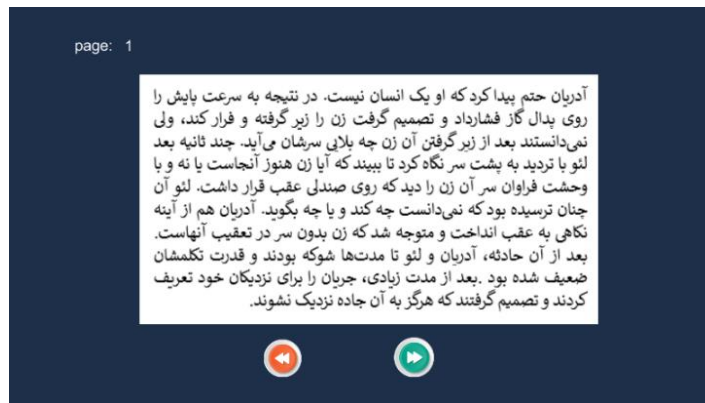 page: 1
آدریان حتم پیدا کرد که او یک انسان نیست. در نتیجه به سرعت پایش را
روی پدال گاز فشارداد و تصمیم گرفت زن را زیر گرفته و فرار کند، ولی
نمی‌دانستند بعد از زیر گرفتن آن زن چه بلایی سرشان می‌آید. چند ثانیه بعد
لئو با تردید به پشت سر نگاه کرد تا ببیند که آیا زن هنوز آنجاست یا نه و با
وحشت فراوان سر آن زن را دید که روی صندلی عقب قرار داشت. لئو آن
چنان ترسیده بود که نمی‌دانست چه کند و یا چه بگوید. آدریان هم از آینه
نگاهی به عقب انداخت و متوجه شد که زن بدون سر در تعقیب آنهاست.
بعد از آن حادثه، آدریان و لئو تا مدت‌ها شوکه بودند و قدرت تکلمشان
ضعیف شده بود .بعد از مدت زیادی، جریان را برای نزدیکان خود تعریف
کردند و تصمیم گرفتند که هرگز به آن جاده نزدیک نشوند.